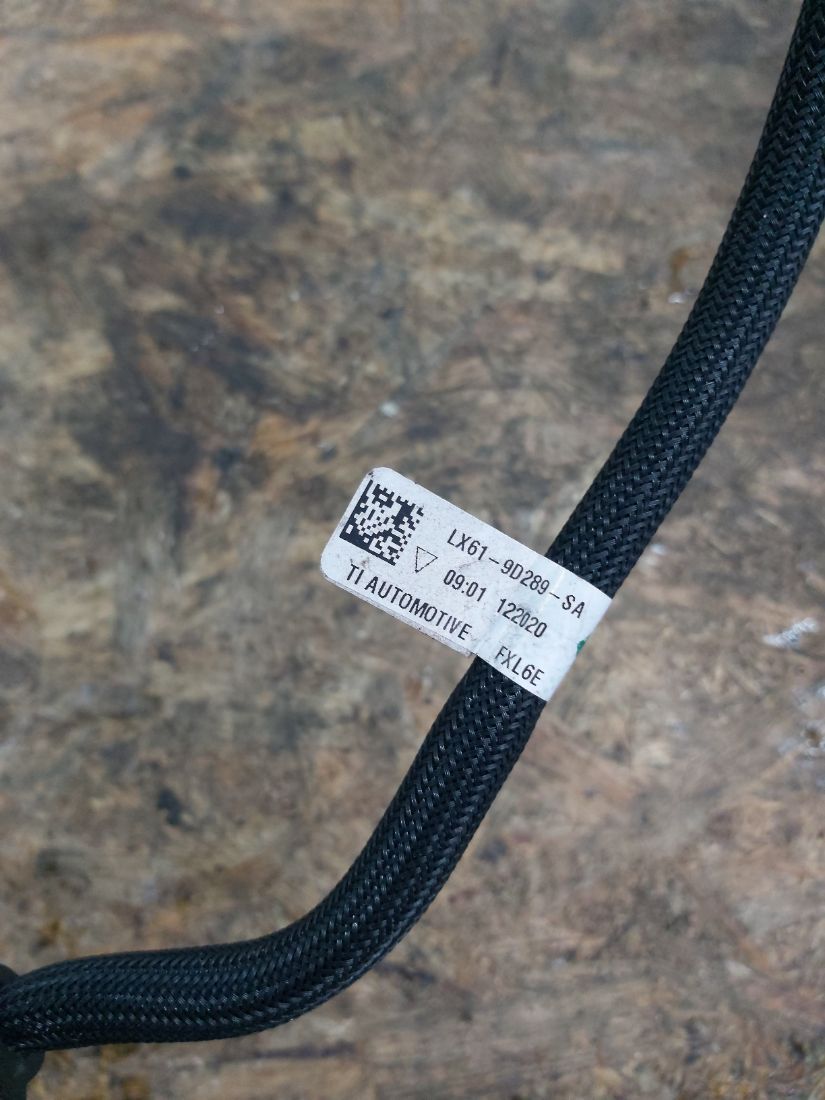 LX61-9D289-SA
09:01 122020
TI AUTOMOTIVE FXL6E